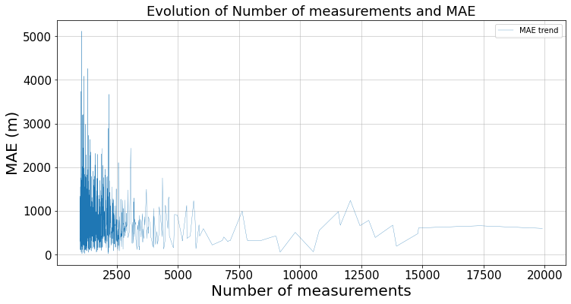 Evolution of Number of measurements and MAE
MAE trend
MAE (m)
5000
4000
3000
2000
1000
0
2500 5000 7500 10000 12500 15000 17500 20000
Number of measurements